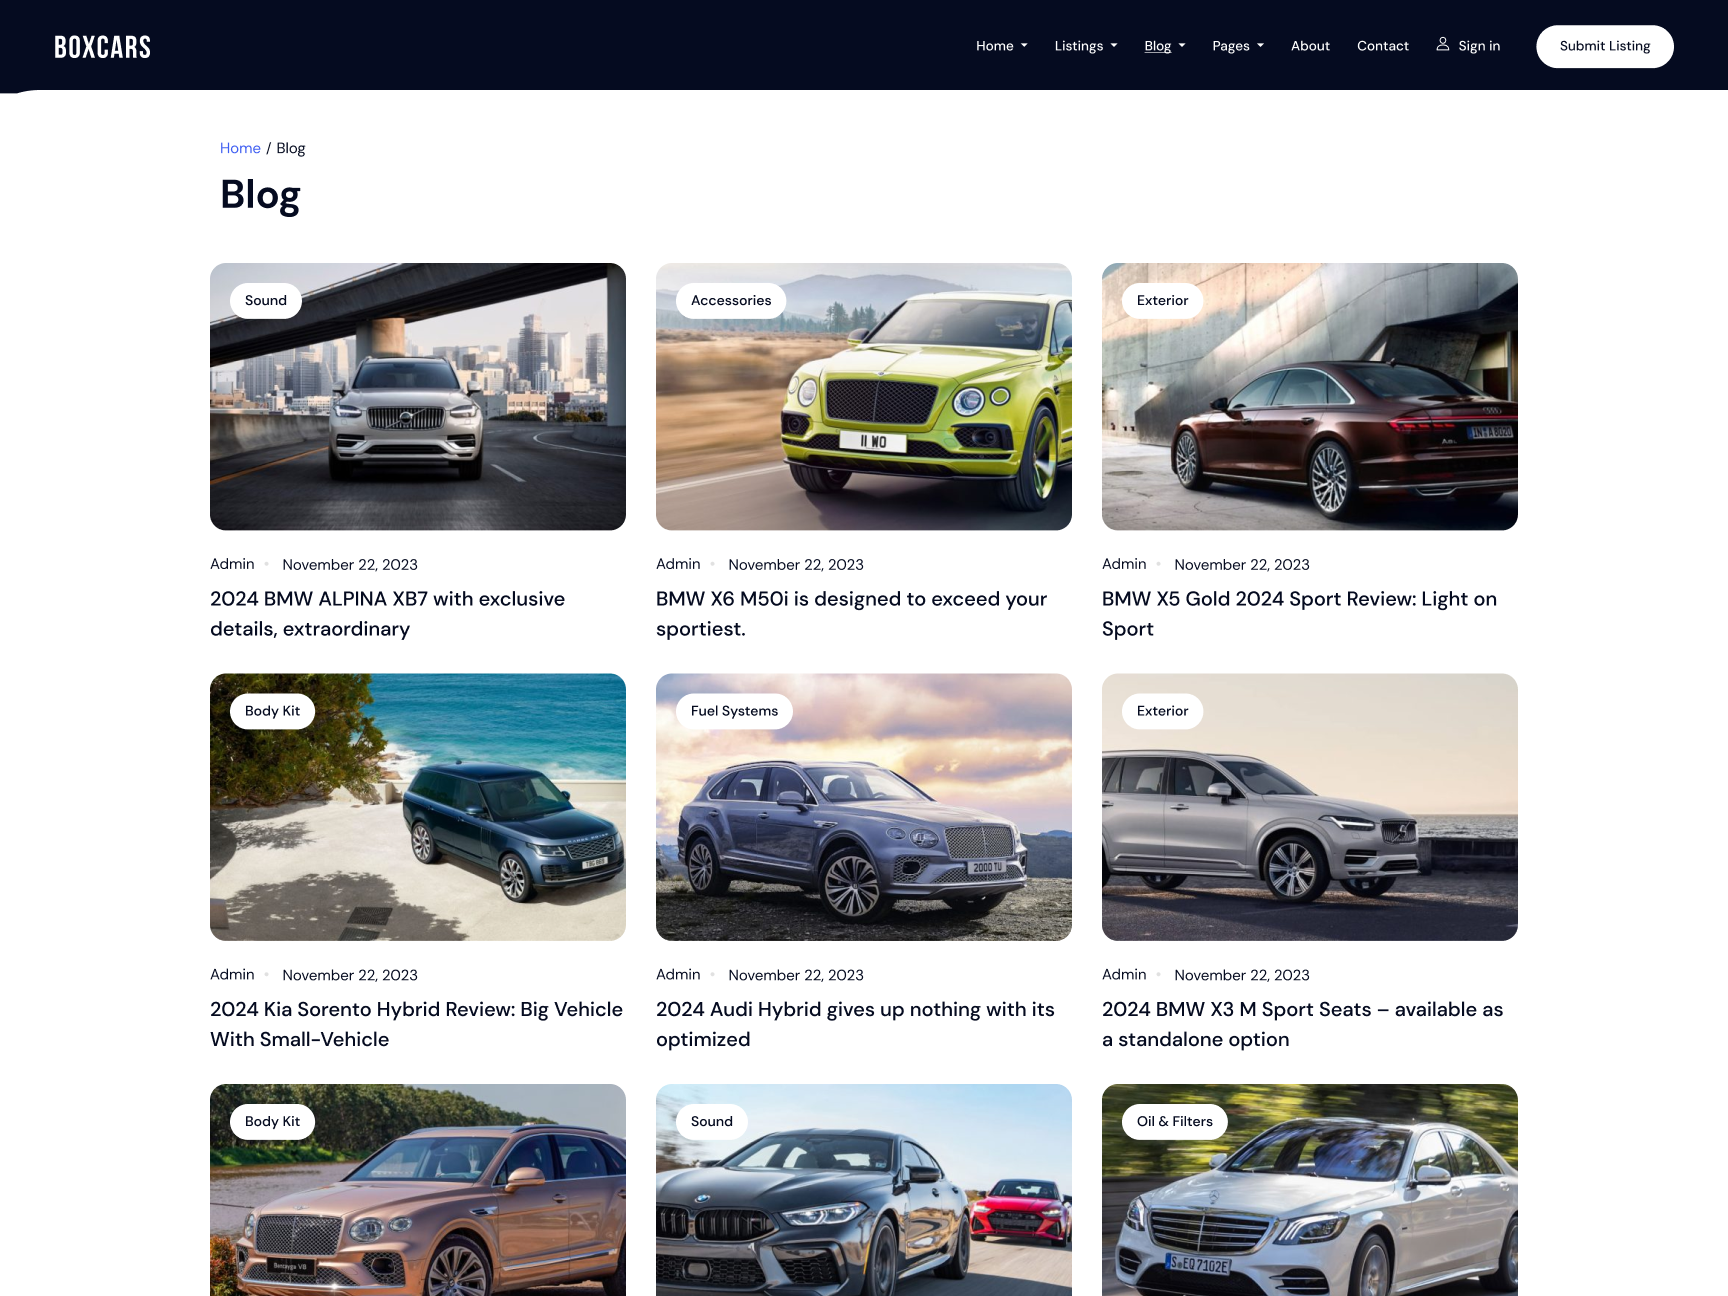 BOXCARS
Home
Listings
Blog
Pages
About
Contact
Sign in
Submit Listing
Home / Blog
Blog
Sound
Accessories
11 WO
Exterior
Admin
November 22, 2023
2024 BMW ALPINA XB7 with exclusive
details, extraordinary
Admin
November 22, 2023
BMW X6 M50i is designed to exceed your
sportiest.
Admin
November 22, 2023
BMW X5 Gold 2024 Sport Review: Light on
Sport
Body Kit
Fuel Systems
2000 TU
Exterior
Admin
November 22, 2023
2024 Kia Sorento Hybrid Review: Big Vehicle
With Small-Vehicle
Admin
November 22, 2023
2024 Audi Hybrid gives up nothing with its
optimized
Admin
November 22, 2023
2024 BMW X3 M Sport Seats – available as
a standalone option
Body Kit
Bentayga V8
Sound
Oil & Filters
S EQ 7102E